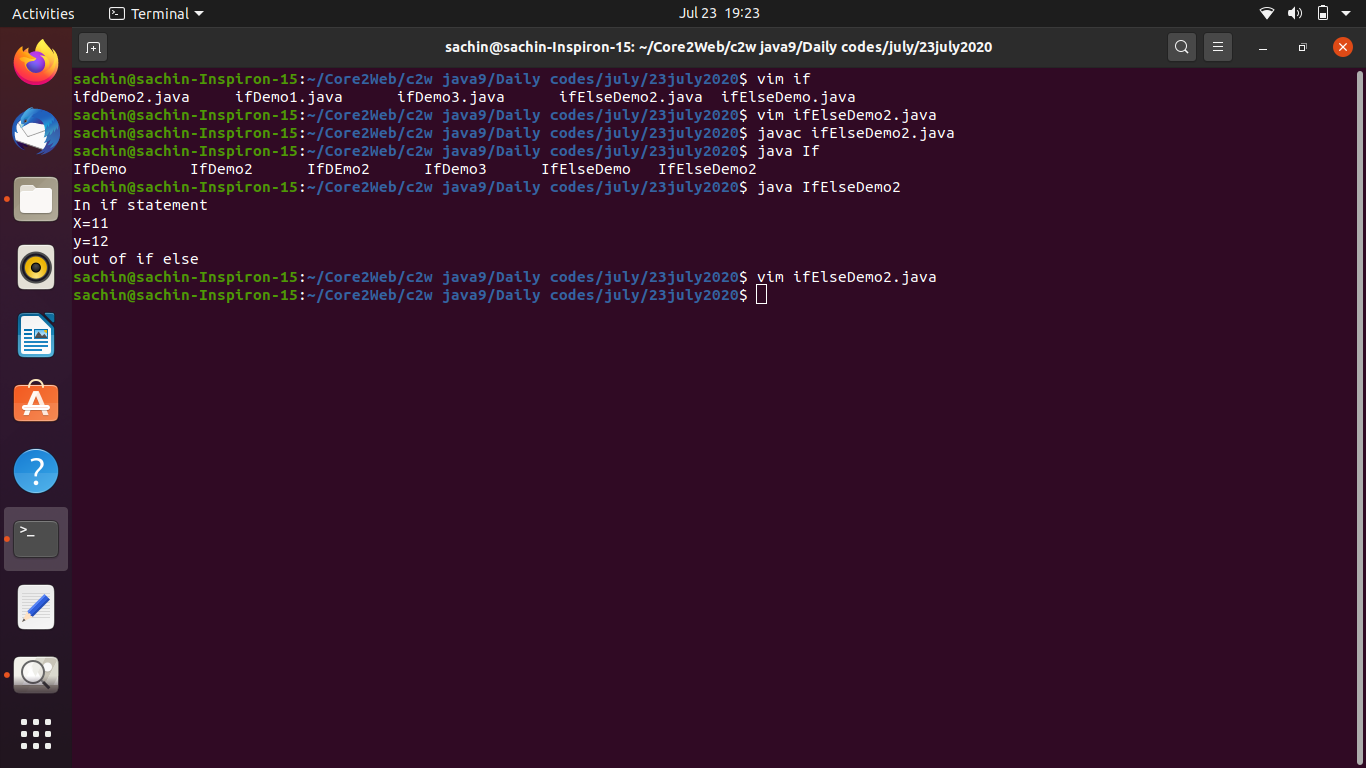 Activities Terminal Jul 23 19:23
sachin@sachin-Inspiron-15: ~/Core2Web/c2w java9/Daily codes/july/23july2020
sachin@sachin-Inspiron-15:~/Core2Web/c2w java9/Daily codes/july/23july2020$ vim if
ifdDemo2.java     ifDemo1.java      ifDemo3.java      ifElseDemo2.java  ifElseDemo.java
sachin@sachin-Inspiron-15:~/Core2Web/c2w java9/Daily codes/july/23july2020$ vim ifElseDemo2.java
sachin@sachin-Inspiron-15:~/Core2Web/c2w java9/Daily codes/july/23july2020$ javac ifElseDemo2.java
sachin@sachin-Inspiron-15:~/Core2Web/c2w java9/Daily codes/july/23july2020$ java If
IfDemo       IfDemo2      IfDEmo2      IfDemo3      IfElseDemo   IfElseDemo2
sachin@sachin-Inspiron-15:~/Core2Web/c2w java9/Daily codes/july/23july2020$ java IfElseDemo2
In if statement
X=11
y=12
out of if else
sachin@sachin-Inspiron-15:~/Core2Web/c2w java9/Daily codes/july/23july2020$ vim ifElseDemo2.java
sachin@sachin-Inspiron-15:~/Core2Web/c2w java9/Daily codes/july/23july2020$